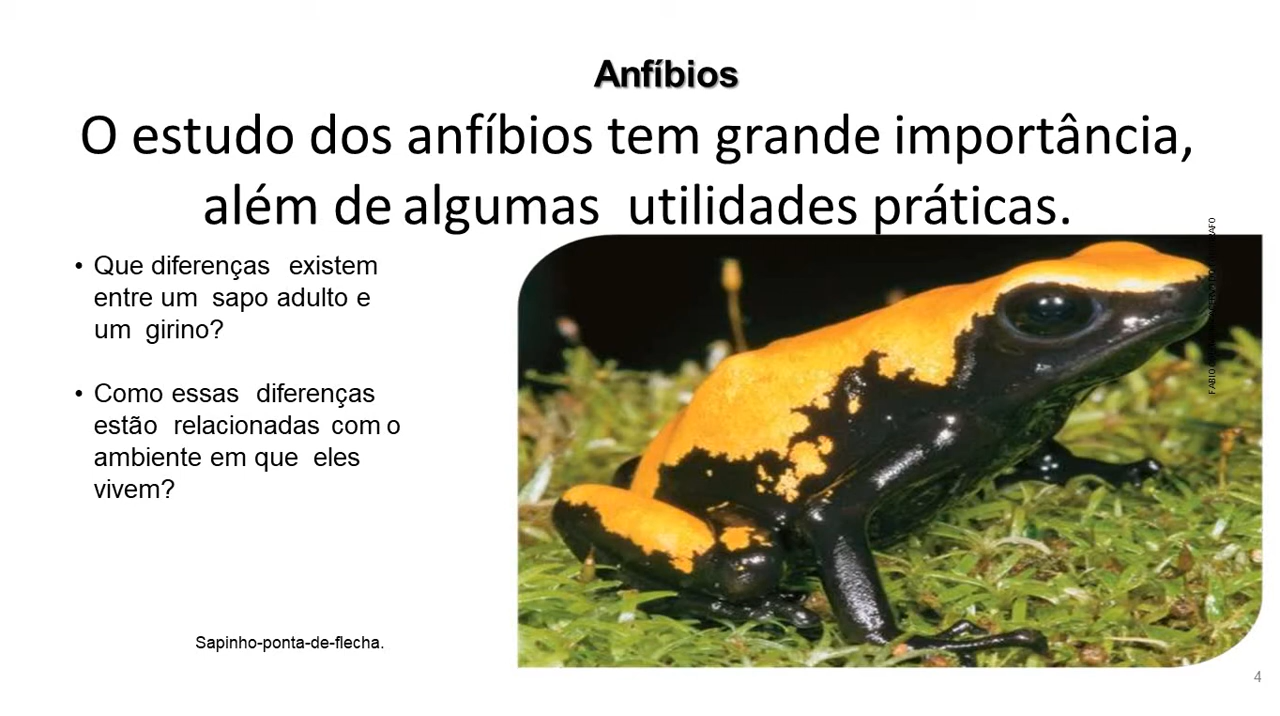 Anfíbios
O estudo dos anfíbios tem grande importância,
além de algumas utilidades práticas.
• Que diferenças existem
entre um sapo adulto e
um girino?
• Como essas diferenças
estão relacionadas com o
ambiente em que eles
vivem?
Sapinho-ponta-de-flecha.
FABIO
4